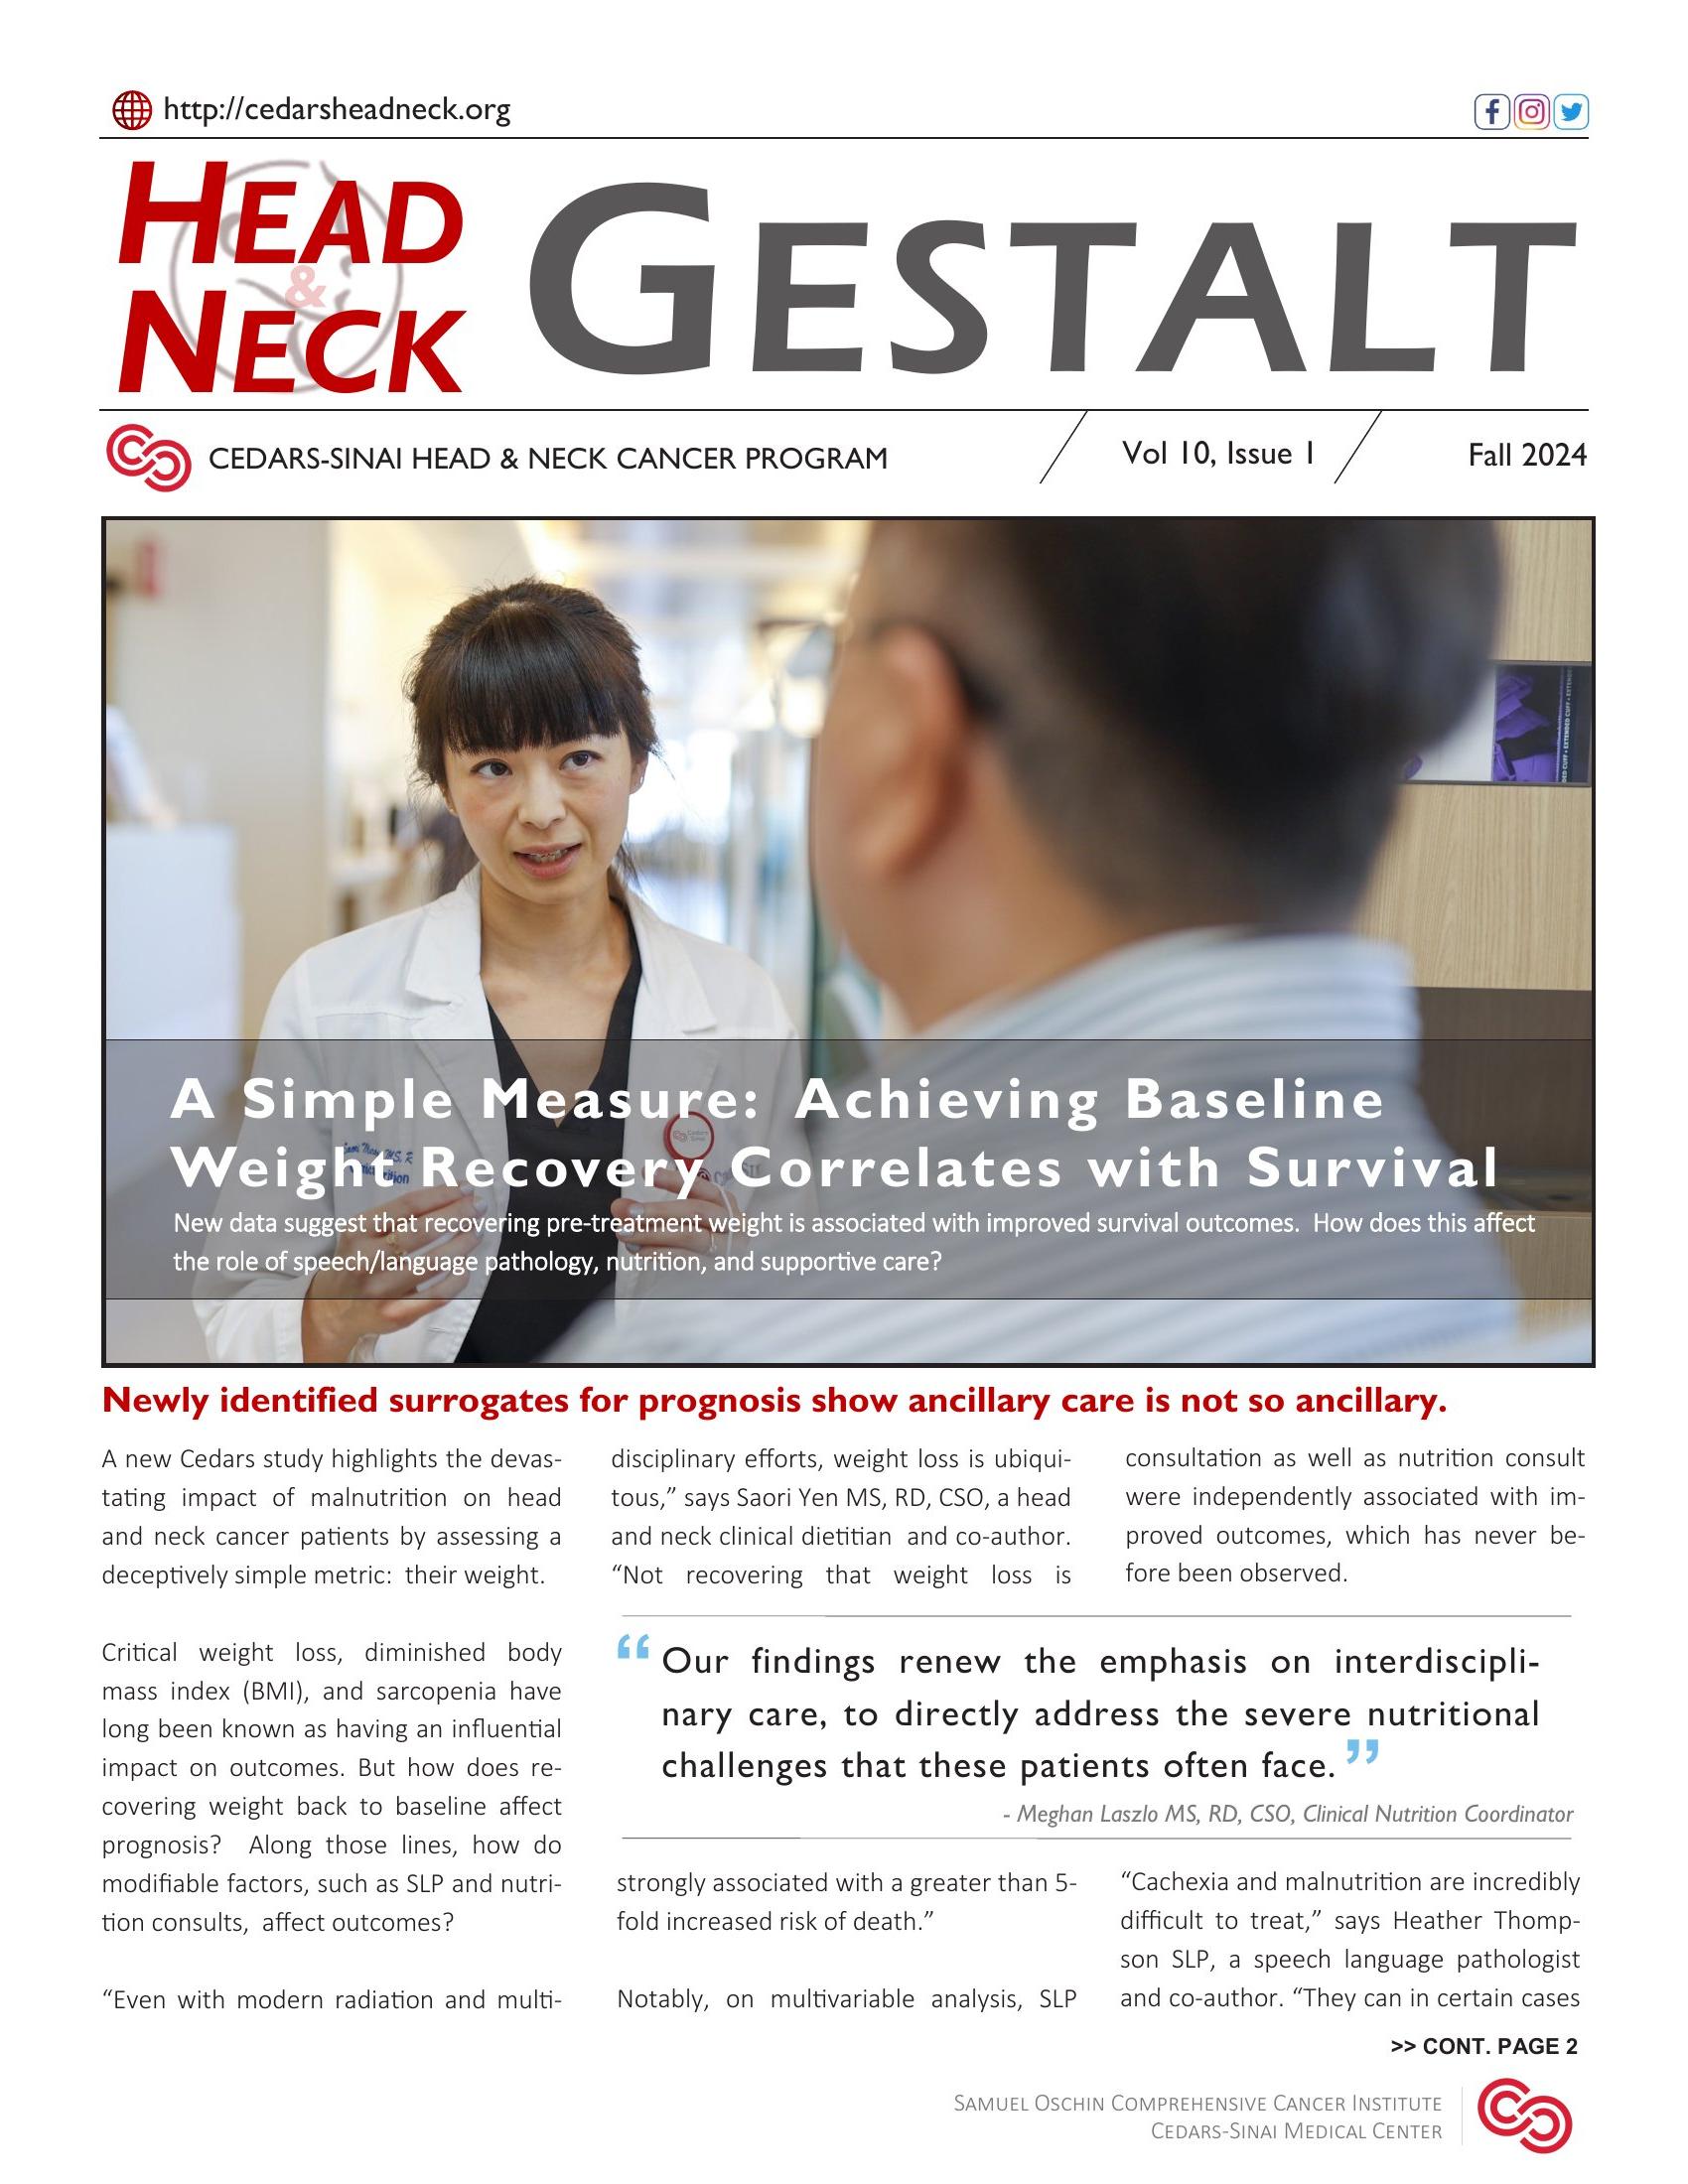 http://cedarsheadneck.org
HEAD
&
NECK
GESTALT
CEDARS-SINAI HEAD & NECK CANCER PROGRAM
Vol 10, Issue 1
Fall 2024
A Simple Measure:  Achieving Baseline
Weight Recovery Correlates with Survival
New data suggest that recovering pre-treatment weight is associated with improved survival outcomes.  How does this affect
the role of speech/language pathology, nutrition, and supportive care?
Newly identified surrogates for prognosis show ancillary care is not so ancillary.
A new Cedars study highlights the devas-
tating impact of malnutrition on head
and neck cancer patients by assessing a
deceptively simple metric:  their weight.
Critical weight loss, diminished body
mass index (BMI), and sarcopenia have
long been known as having an influential
impact on outcomes. But how does re-
covering weight back to baseline affect
prognosis?  Along those lines, how do
modifiable factors, such as SLP and nutri-
tion consults,  affect outcomes?
“Even with modern radiation and multi-
disciplinary efforts, weight loss is ubiqui-
tous,” says Saori Yen MS, RD, CSO, a head
and neck clinical dietitian  and co-author.
“Not recovering that weight loss is
strongly associated with a greater than 5-
fold increased risk of death.”
Notably, on multivariable analysis, SLP
consultation as well as nutrition consult
were independently associated with im-
proved outcomes, which has never be-
fore been observed.
“Our findings renew the emphasis on interdiscipli-
nary care, to directly address the severe nutritional
challenges that these patients often face.”
- Meghan Laszlo MS, RD, CSO, Clinical Nutrition Coordinator
“Cachexia and malnutrition are incredibly
difficult to treat,” says Heather Thomp-
son SLP, a speech language pathologist
and co-author. “They can in certain cases
>> CONT. PAGE 2
SAMUEL OSCHIN COMPREHENSIVE CANCER INSTITUTE
CEDARS-SINAI MEDICAL CENTER